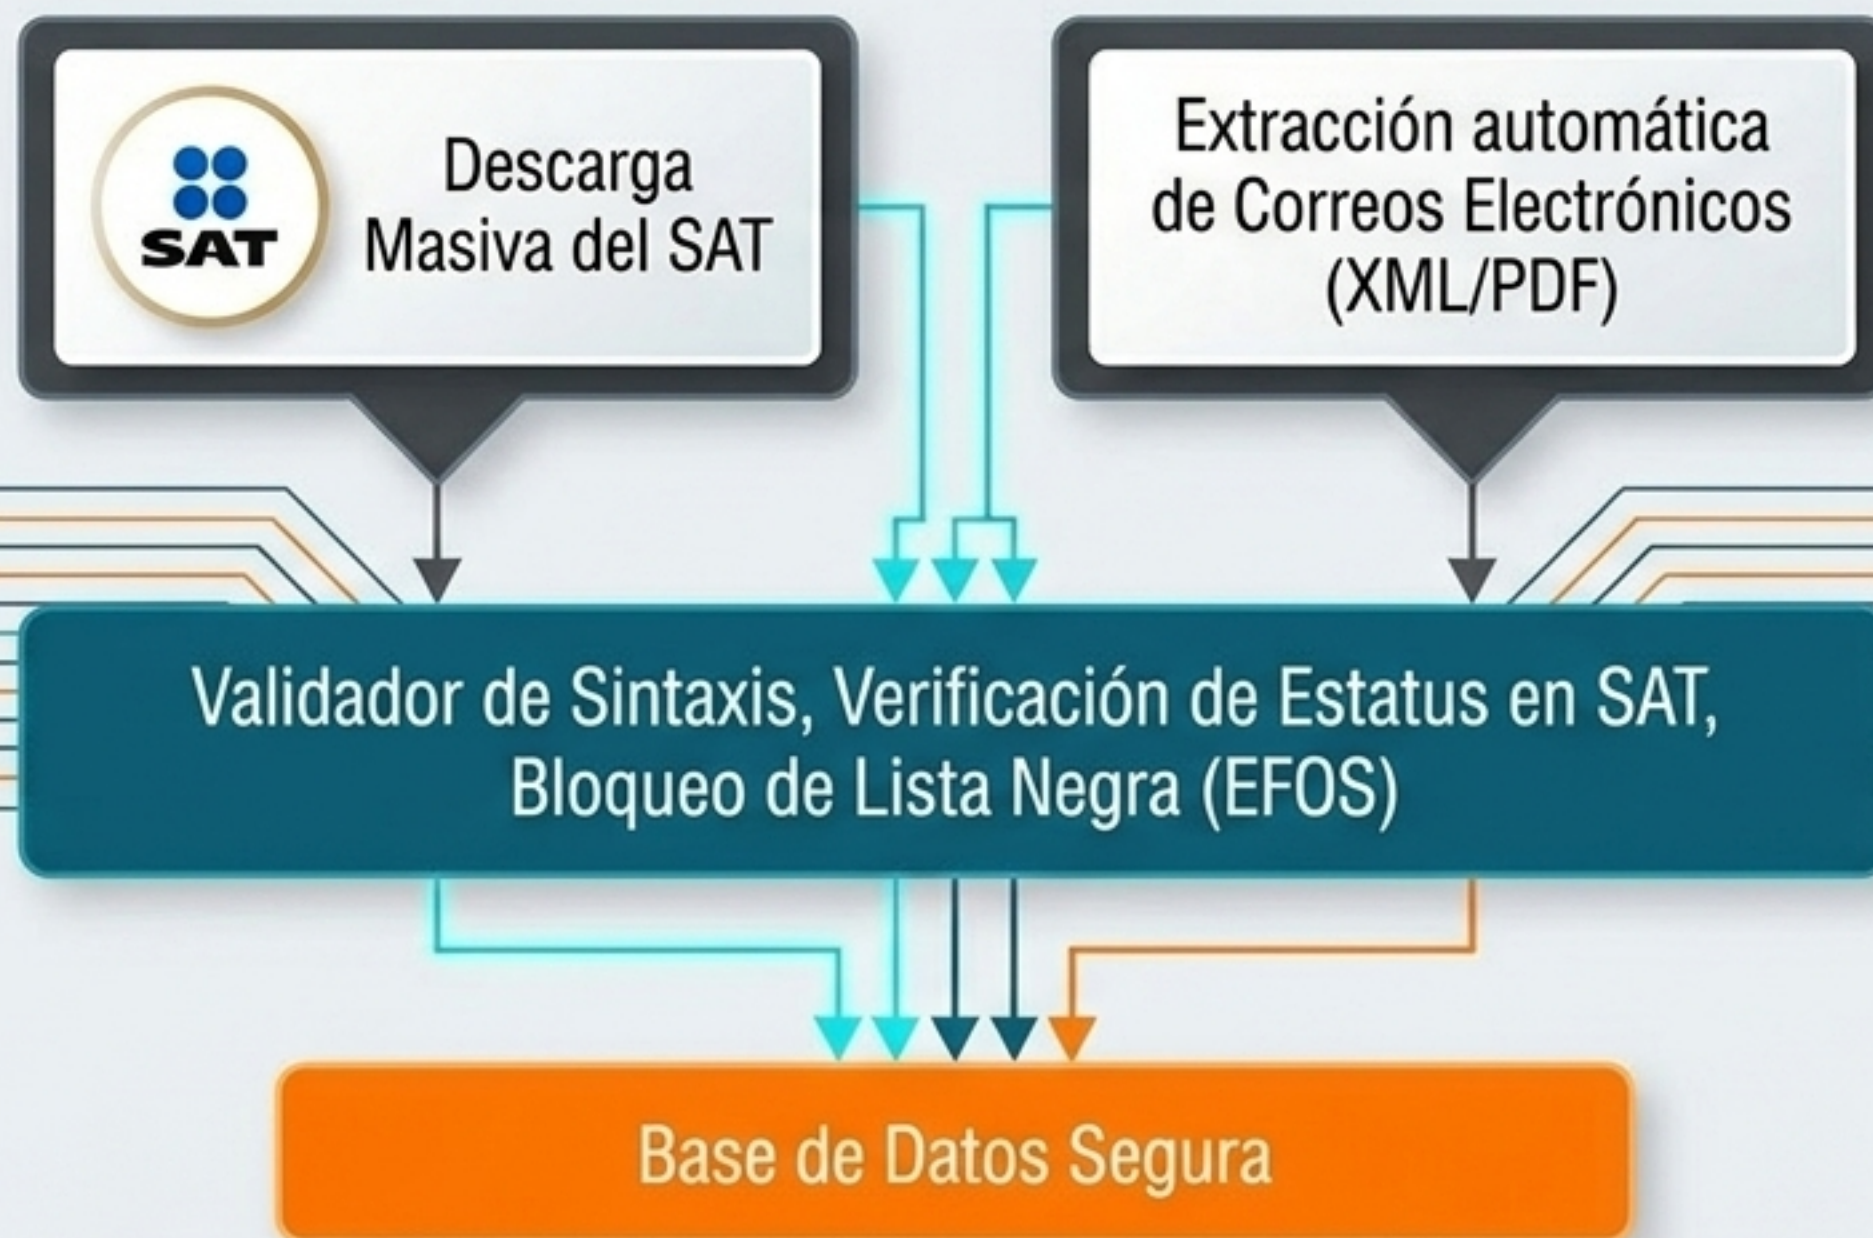 SAT
Descarga
Masiva del SAT
Extracción automática
de Correos Electrónicos
(XML/PDF)
Validador de Sintaxis, Verificación de Estatus en SAT,
Bloqueo de Lista Negra (EFOS)
Base de Datos Segura